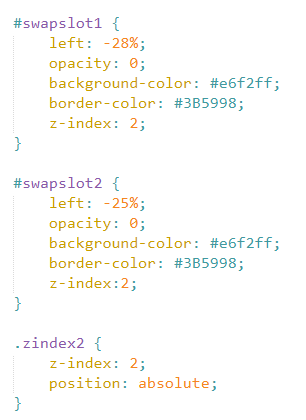 #swapslot1 {
    left: -28%;
    opacity: 0;
    background-color: #e6f2ff;
    border-color: #3B5998;
    z-index: 2;
}

#swapslot2 {
    left: -25%;
    opacity: 0;
    background-color: #e6f2ff;
    border-color: #3B5998;
    z-index:2;
}

.zindex2 {
    z-index: 2;
    position: absolute;
}